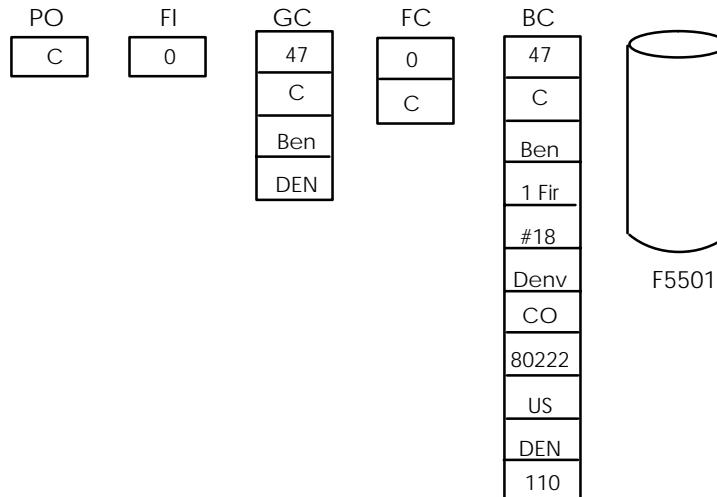 PO FI GC FC BC
C 0 47 0 47
C C C
Ben Ben
DEN 1 Fir
#18
Denv F5501
CO
80222
US
DEN
110